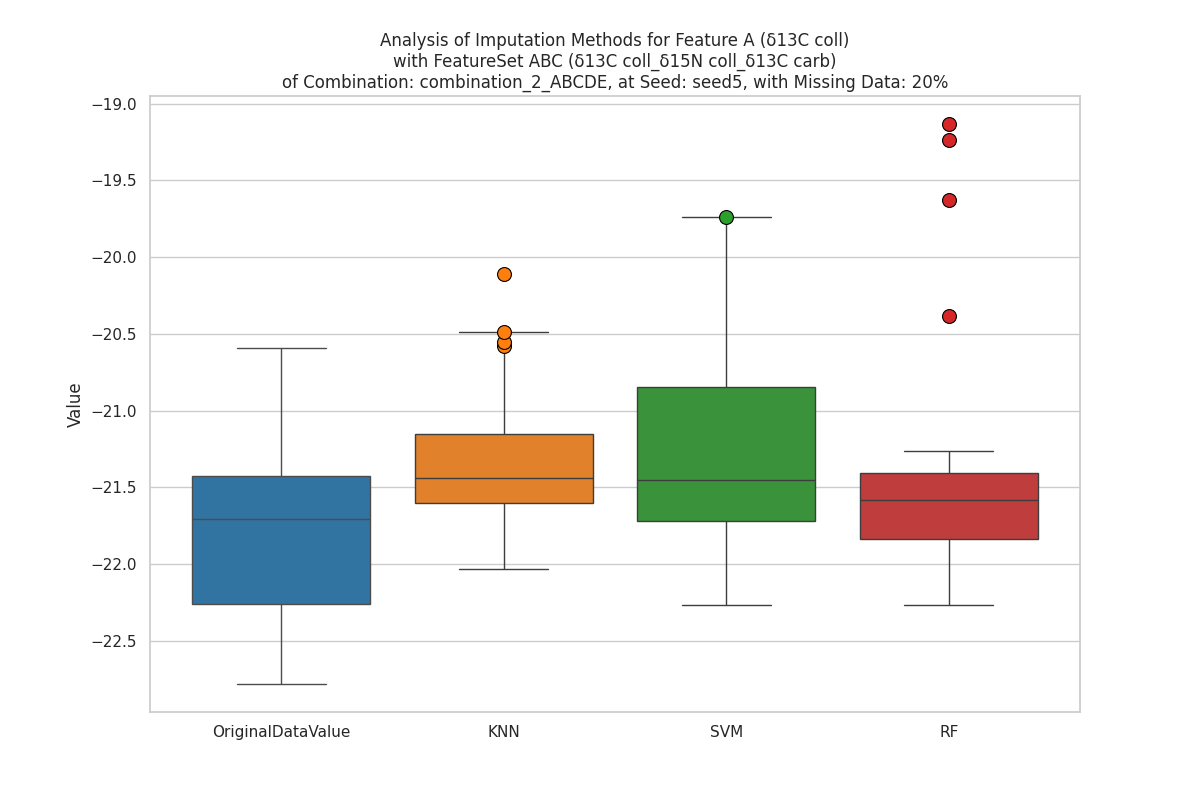 Analysis of Imputation Methods for Feature A (δ13C coll)
with FeatureSet ABC (δ13C coll_δ15N coll_δ13C carb)
of Combination: combination_2_ABCDE, at Seed: seed5, with Missing Data: 20%
−19.0
−19.5
−20.0
−20.5
−21.0
−21.5
−22.0
−22.5
Value
OriginalDataValue
KNN
SVM
RF